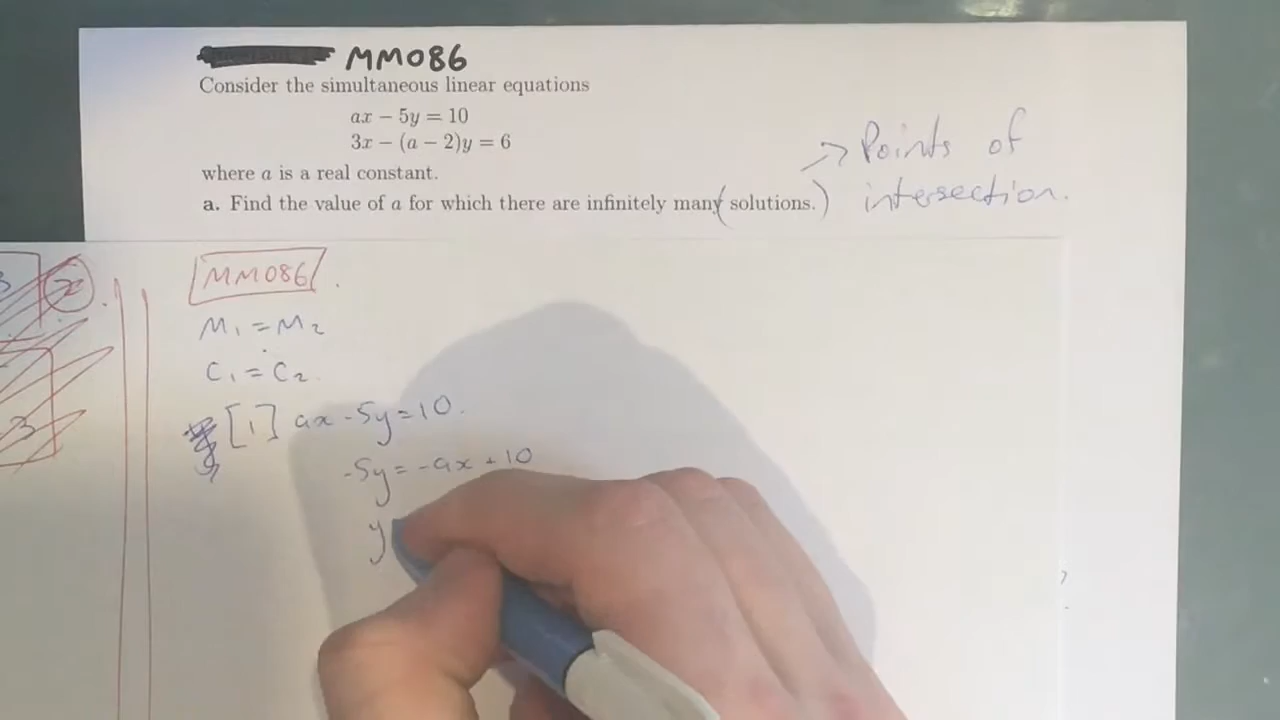 MM086
Consider the simultaneous linear equations
ax − 5y = 10
3x − (a − 2)y = 6
where a is a real constant.
a. Find the value of a for which there are infinitely many (solutions.)
→ Points of
intersection.
MM086.
M₁ = M₂
C₁ = C₂.
[1] ax - 5y = 10.
-5y = -ax + 10
y
3
x
3